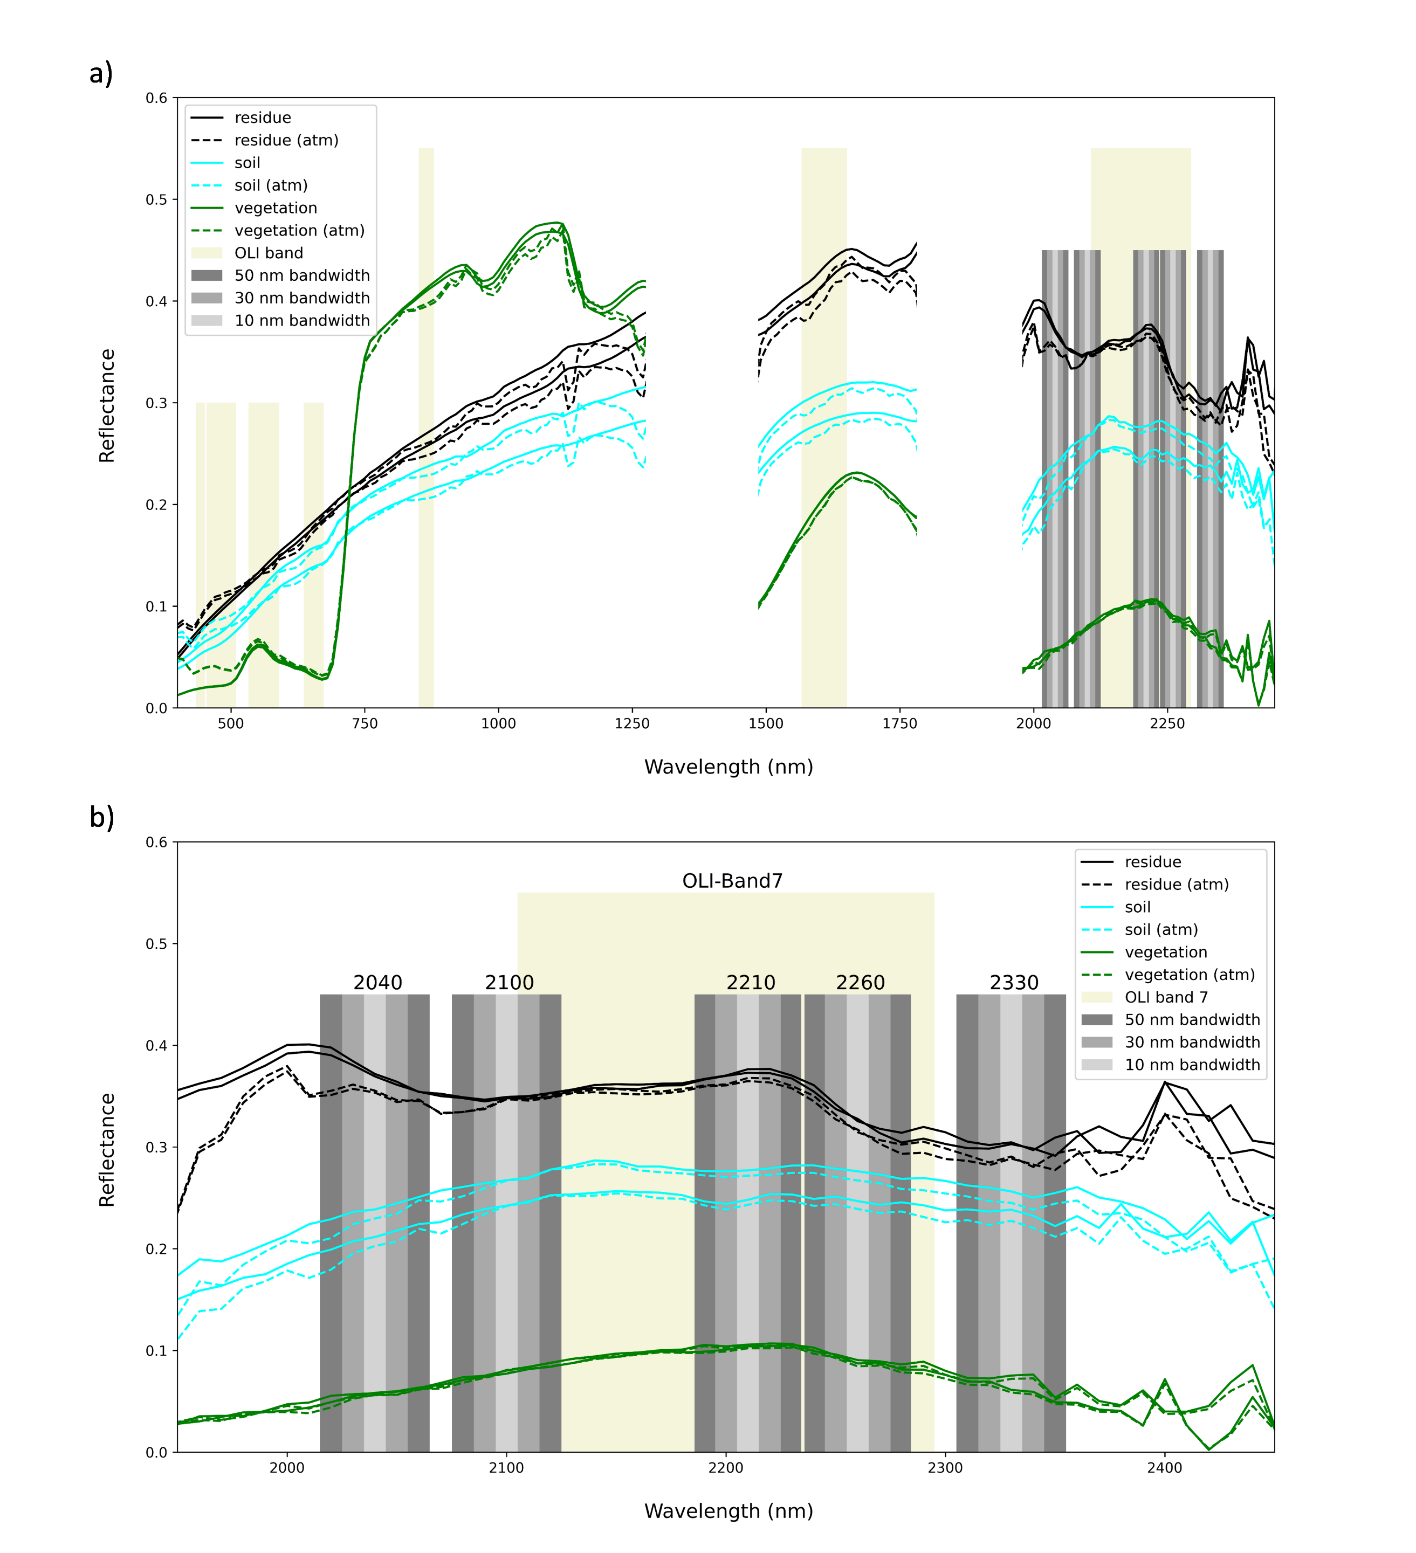 a)
0.6
0.5
0.4
0.3
0.2
0.1
0.0
Reflectance
residue
residue (atm)
soil
soil (atm)
vegetation
vegetation (atm)
OLI band
50 nm bandwidth
30 nm bandwidth
10 nm bandwidth
500 750 1000 1250 1500 1750 2000 2250
Wavelength (nm)
b)
0.6
0.5
0.4
0.3
0.2
0.1
0.0
Reflectance
OLI-Band7
2040 2100 2210 2260 2330
residue
residue (atm)
soil
soil (atm)
vegetation
vegetation (atm)
OLI band 7
50 nm bandwidth
30 nm bandwidth
10 nm bandwidth
2000 2100 2200 2300 2400
Wavelength (nm)